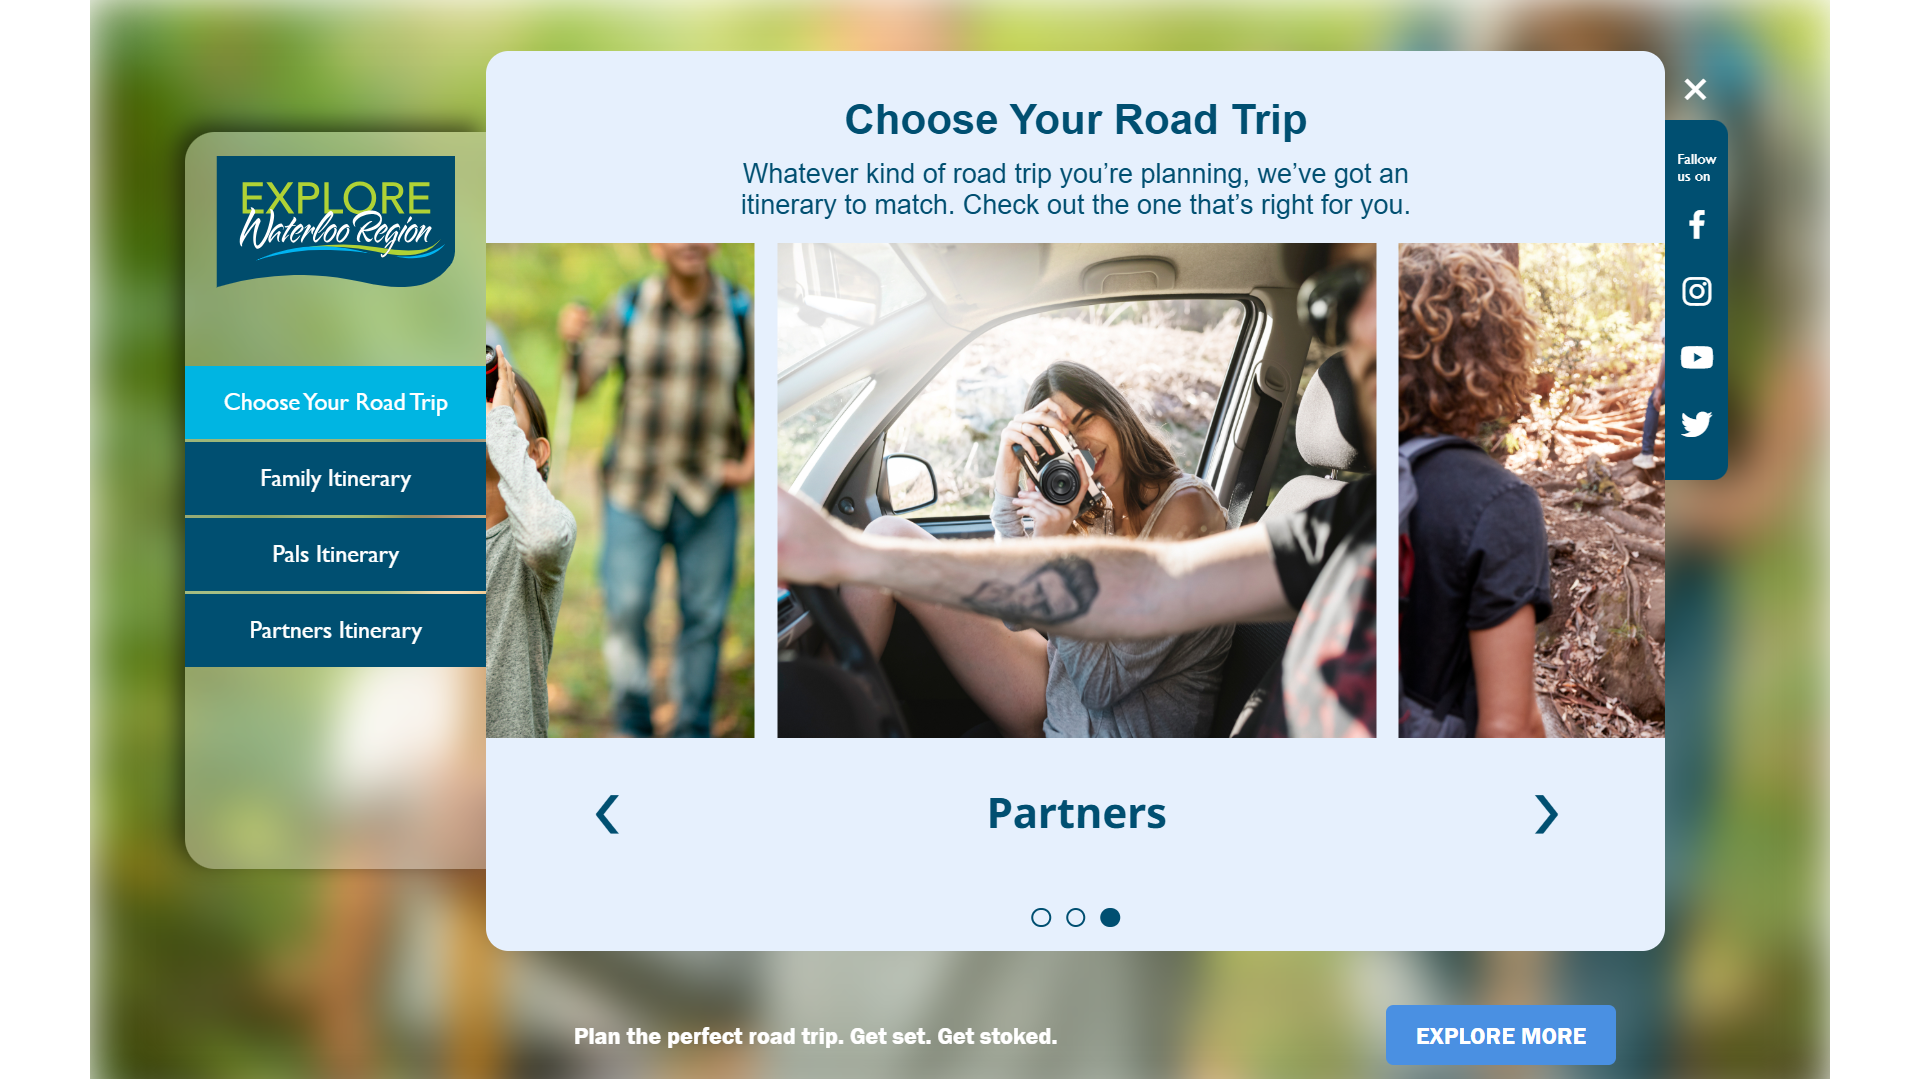 EXPLORE
Waterloo Region
Choose Your Road Trip
Family Itinerary
Pals Itinerary
Partners Itinerary
Choose Your Road Trip
Whatever kind of road trip you’re planning, we’ve got an
itinerary to match. Check out the one that’s right for you.
Partners
Fallow
us on
Plan the perfect road trip. Get set. Get stoked.
EXPLORE MORE